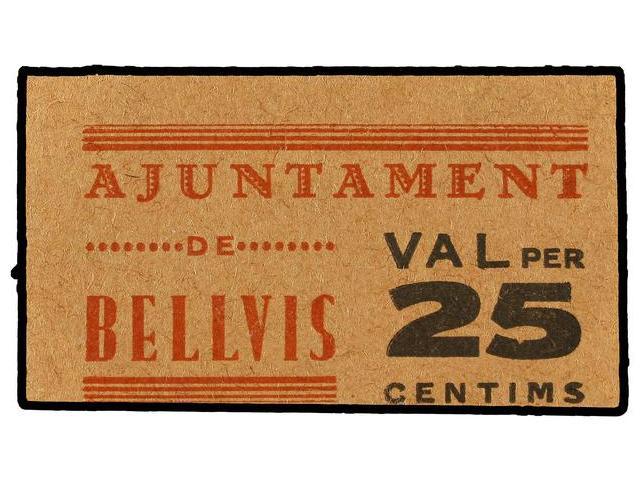 AJUNTAMENT
DE
BELLVIS
VAL PER
25
CENTIMS